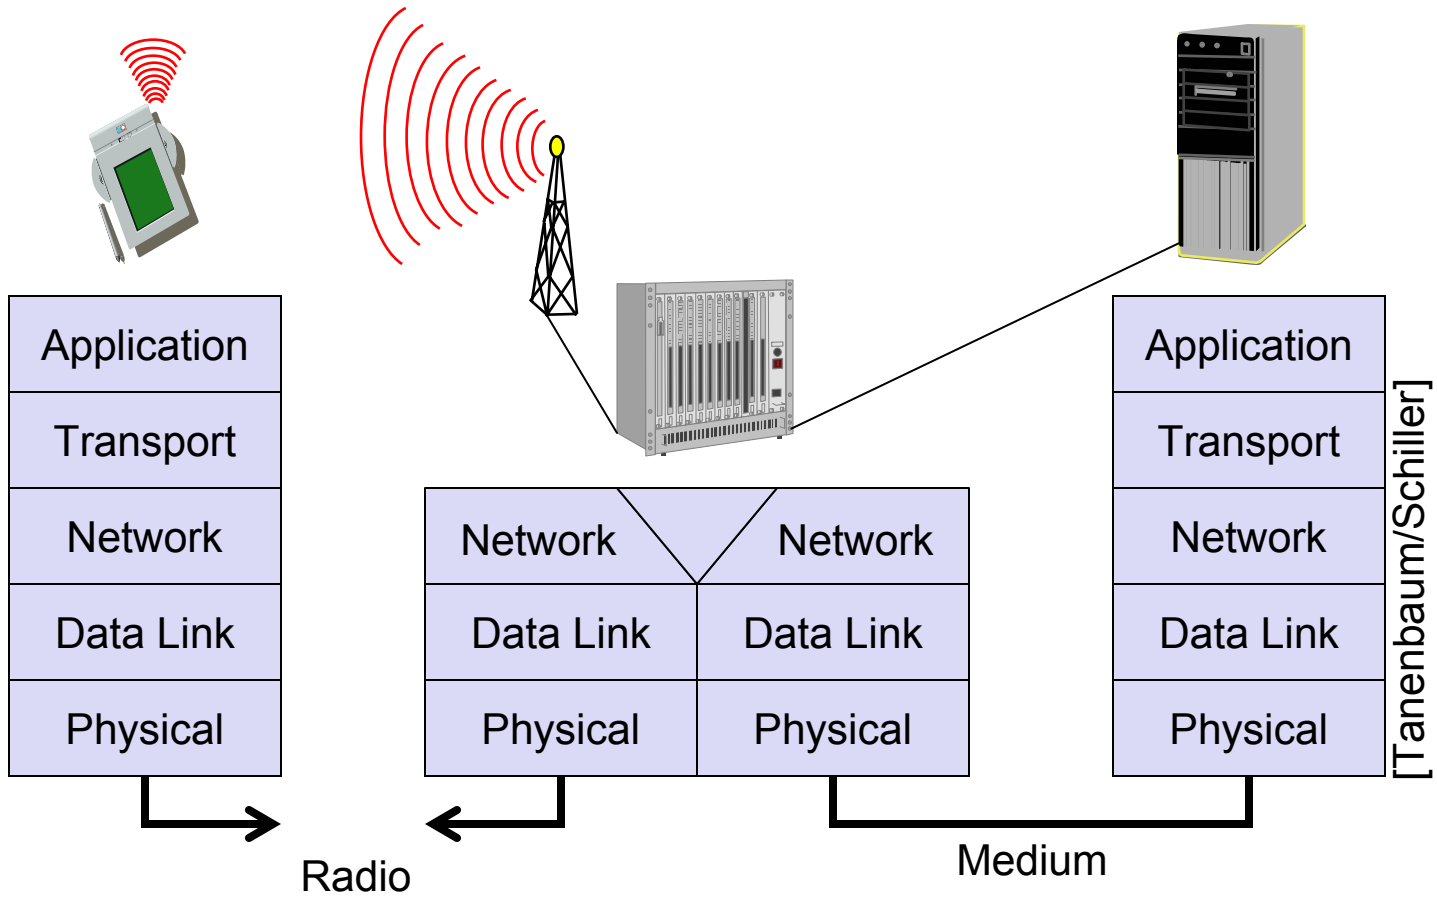 Application
Transport
Network
Data Link
Physical
Network Network
Data Link Data Link
Physical Physical
Application
Transport
Network
Data Link
Physical
Radio
Medium
[Tanenbaum/Schiller]